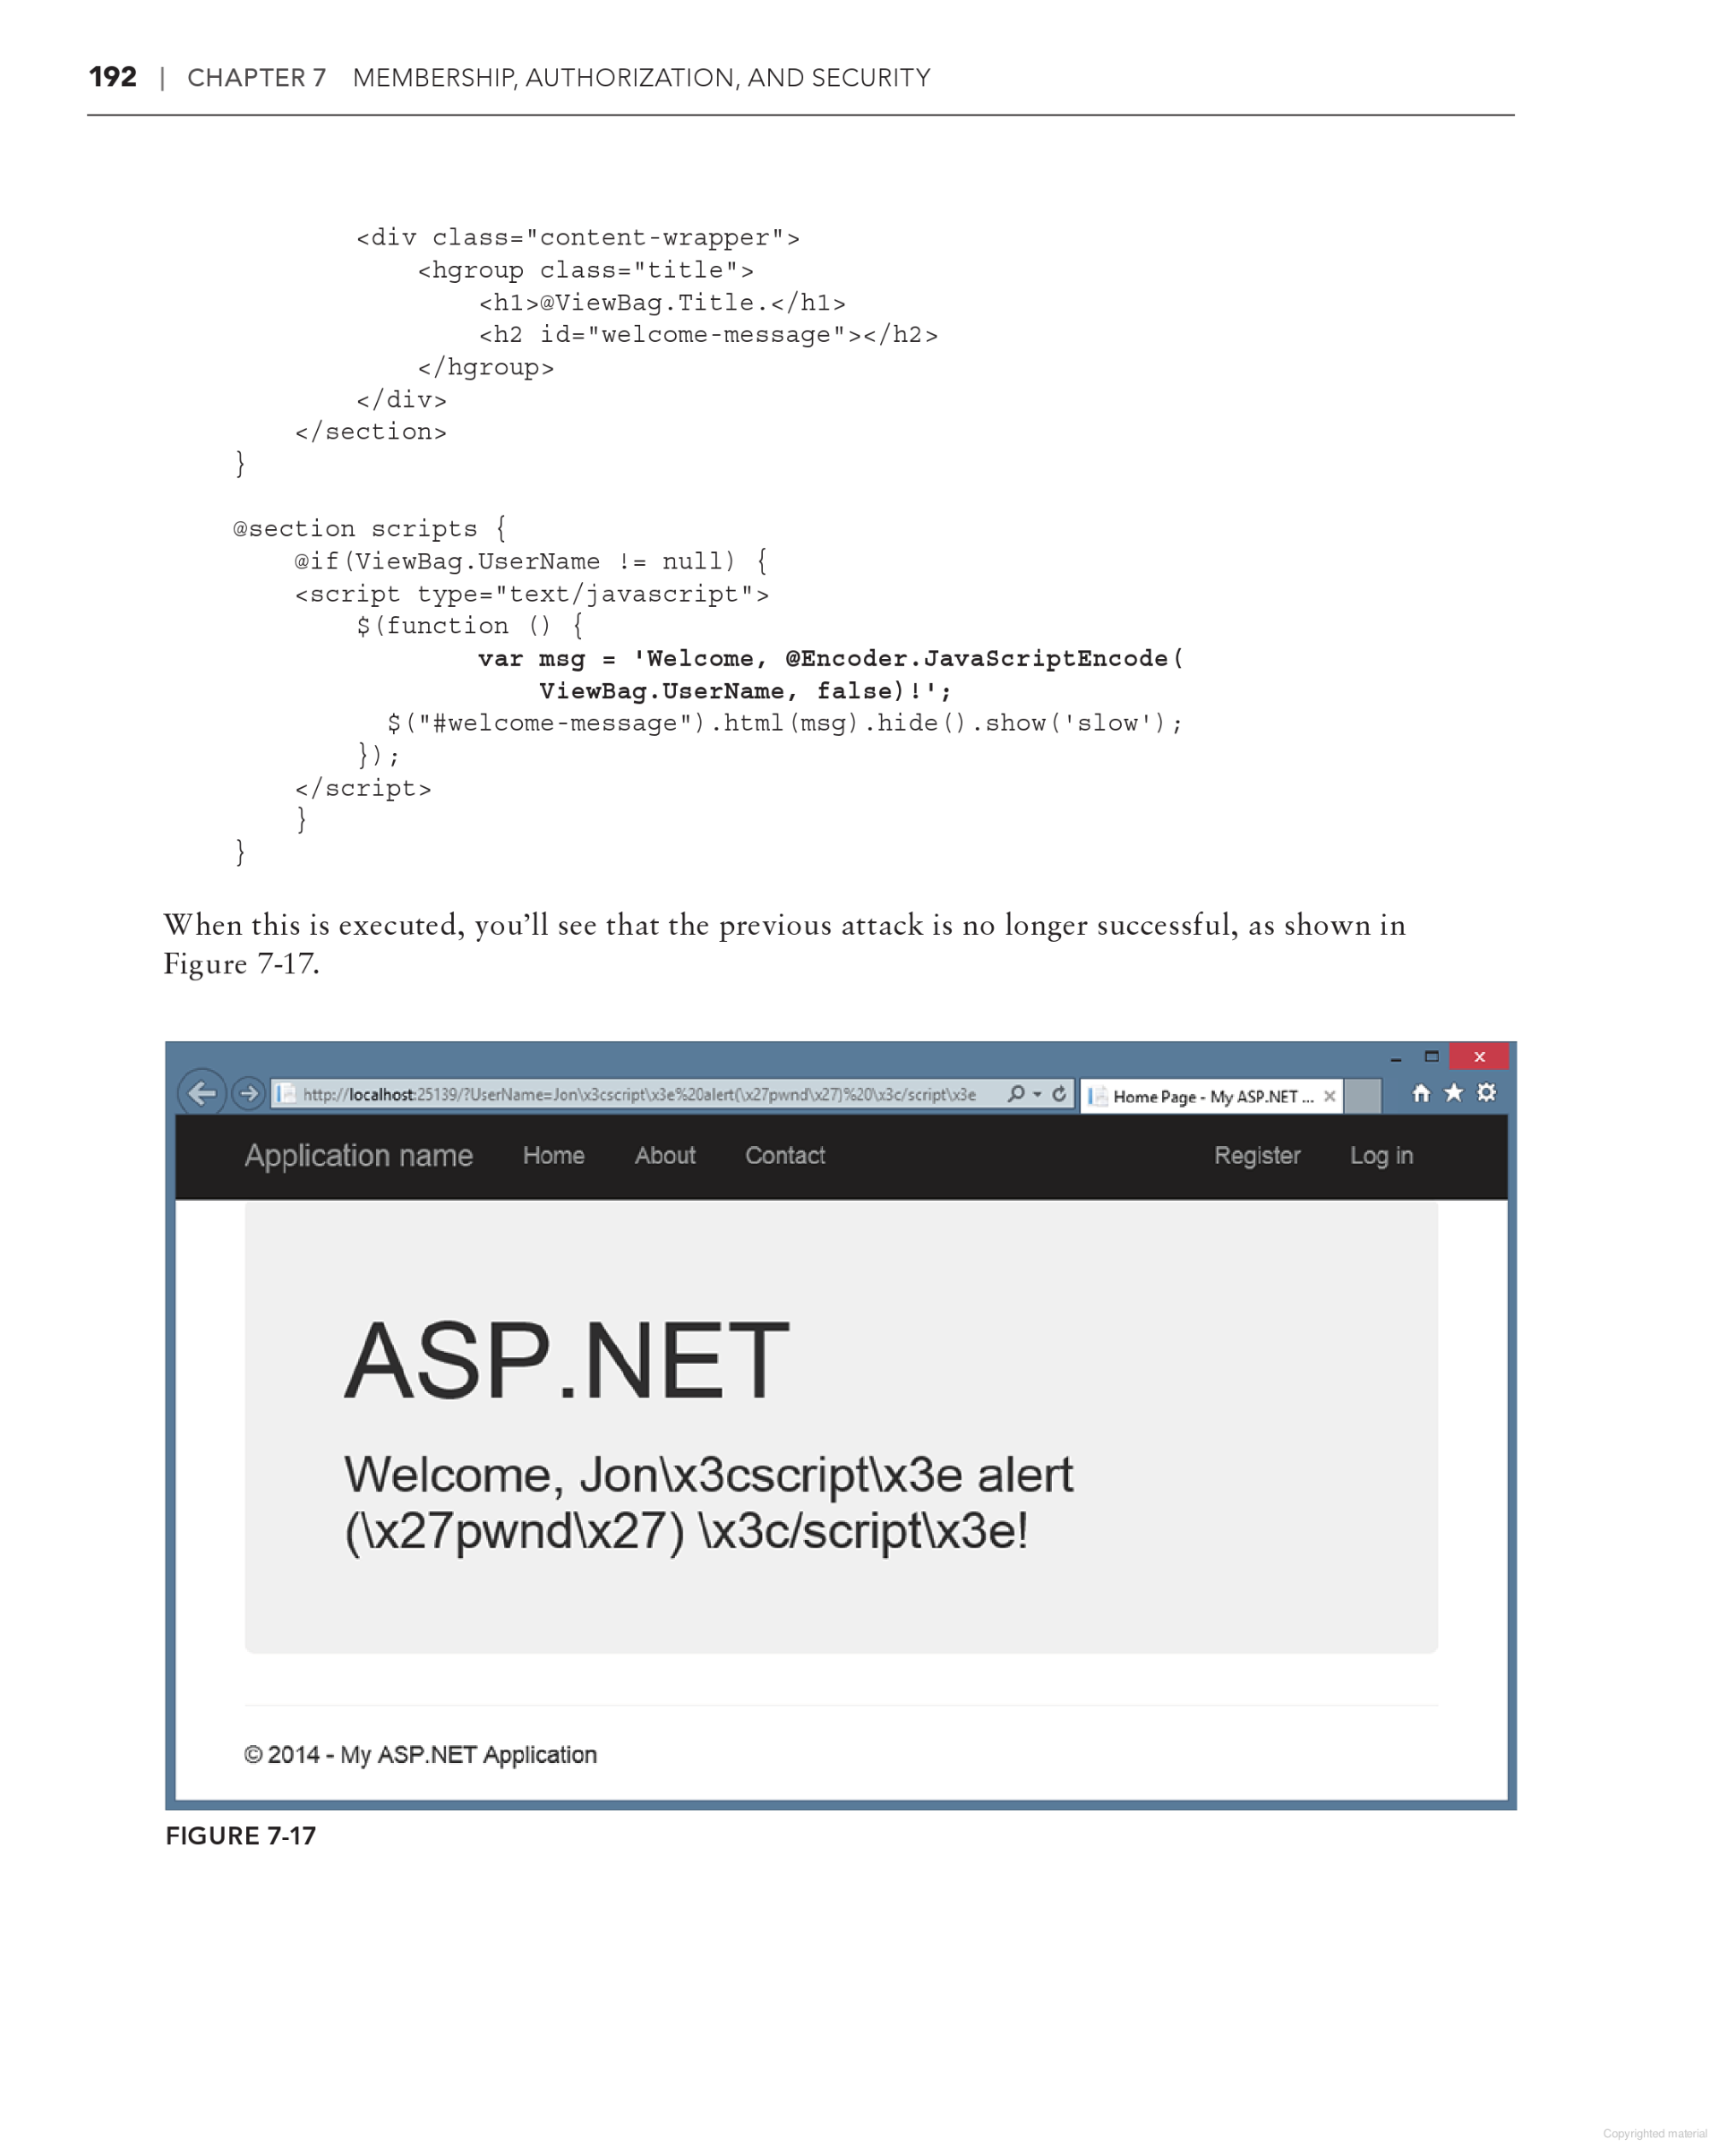 192 | CHAPTER 7 MEMBERSHIP, AUTHORIZATION, AND SECURITY
<div class="content-wrapper">
<hgroup class="title">
<h1>@ViewBag.Title.</h1>
<h2 id="welcome-message"></h2>
</hgroup>
</div>
</section>
}
@section scripts {
@if(ViewBag.UserName != null) {
<script type="text/javascript">
$(function () {
var msg = 'Welcome, @Encoder.JavaScriptEncode(
ViewBag.UserName, false)!';
$("#welcome-message").html(msg).hide().show('slow');
});
</script>
}
}
When this is executed, you’ll see that the previous attack is no longer successful, as shown in
Figure 7-17.
http://localhost:25139/?UserName=Jon\x3cscript\x3e%20alert(\x27pwnd\x27)%20\x3c/script\x3e
Home Page - My ASP.NET ...
Application name Home About Contact Register Log in
ASP.NET
Welcome, Jon\x3cscript\x3e alert
(\x27pwnd\x27) \x3c/script\x3e!
© 2014 - My ASP.NET Application
FIGURE 7-17
Copyrighted material